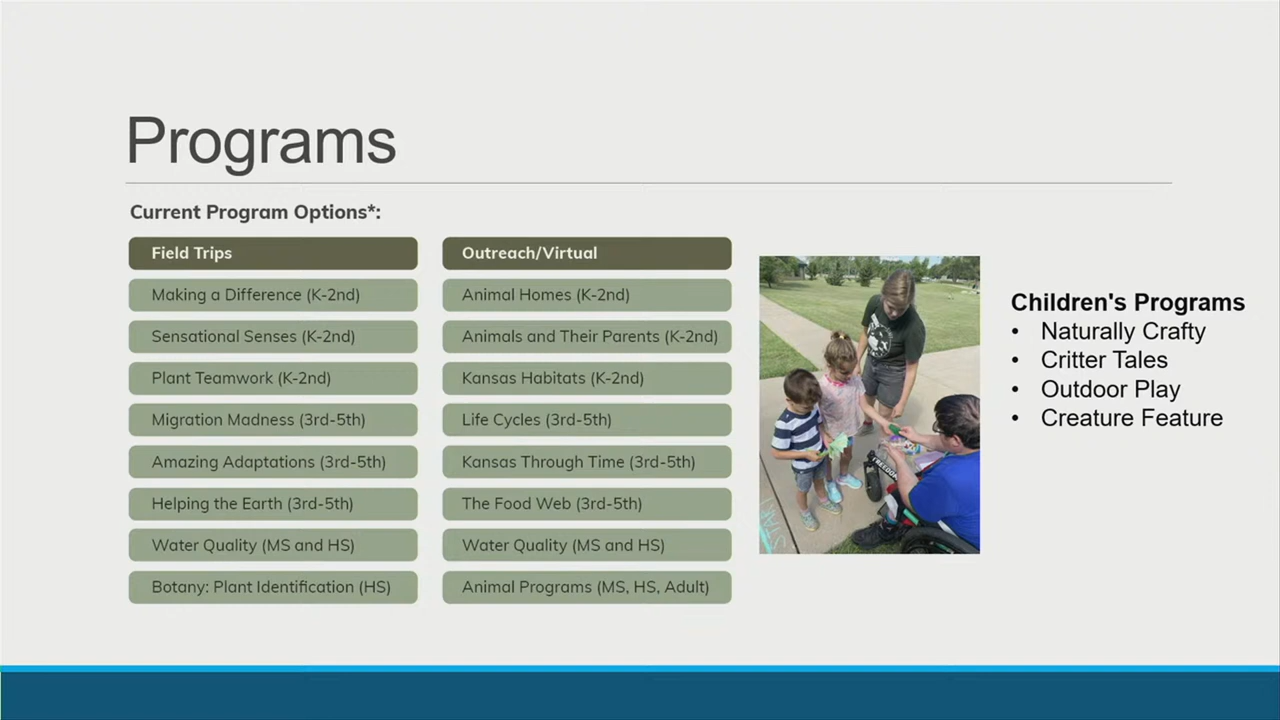 Programs
Current Program Options*:
Field Trips
Making a Difference (K-2nd)
Sensational Senses (K-2nd)
Plant Teamwork (K-2nd)
Migration Madness (3rd-5th)
Amazing Adaptations (3rd-5th)
Helping the Earth (3rd-5th)
Water Quality (MS and HS)
Botany: Plant Identification (HS)
Outreach/Virtual
Animal Homes (K-2nd)
Animals and Their Parents (K-2nd)
Kansas Habitats (K-2nd)
Life Cycles (3rd-5th)
Kansas Through Time (3rd-5th)
The Food Web (3rd-5th)
Water Quality (MS and HS)
Animal Programs (MS, HS, Adult)
START
FREEDOM
Children's Programs
• Naturally Crafty
• Critter Tales
• Outdoor Play
• Creature Feature